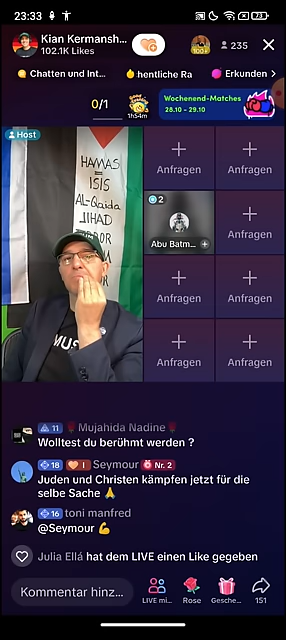 23:33
73
Kian Kermansh...
102.1K Likes
100+
235
Chatten und Int...
hentliche Ra
Erkunden
0/1
1h54m
Wochenend-Matches
28.10 - 29.10
Host
HAMAS
=
ISIS
AL-Qaida
JIHAD
Anfragen
Anfragen
2
Abu Batm...
Anfragen
Anfragen
Anfragen
Anfragen
Anfragen
MUS
11 Mujahida Nadine
Wolltest du berühmt werden ?
18 I Seymour Nr. 2
Juden und Christen kämpfen jetzt für die
selbe Sache 🙏
16 toni manfred
@Seymour 💪
Julia Ellá hat dem LIVE einen Like gegeben
Kommentar hinz...
LIVE mi...
Rose
Gesche...
151